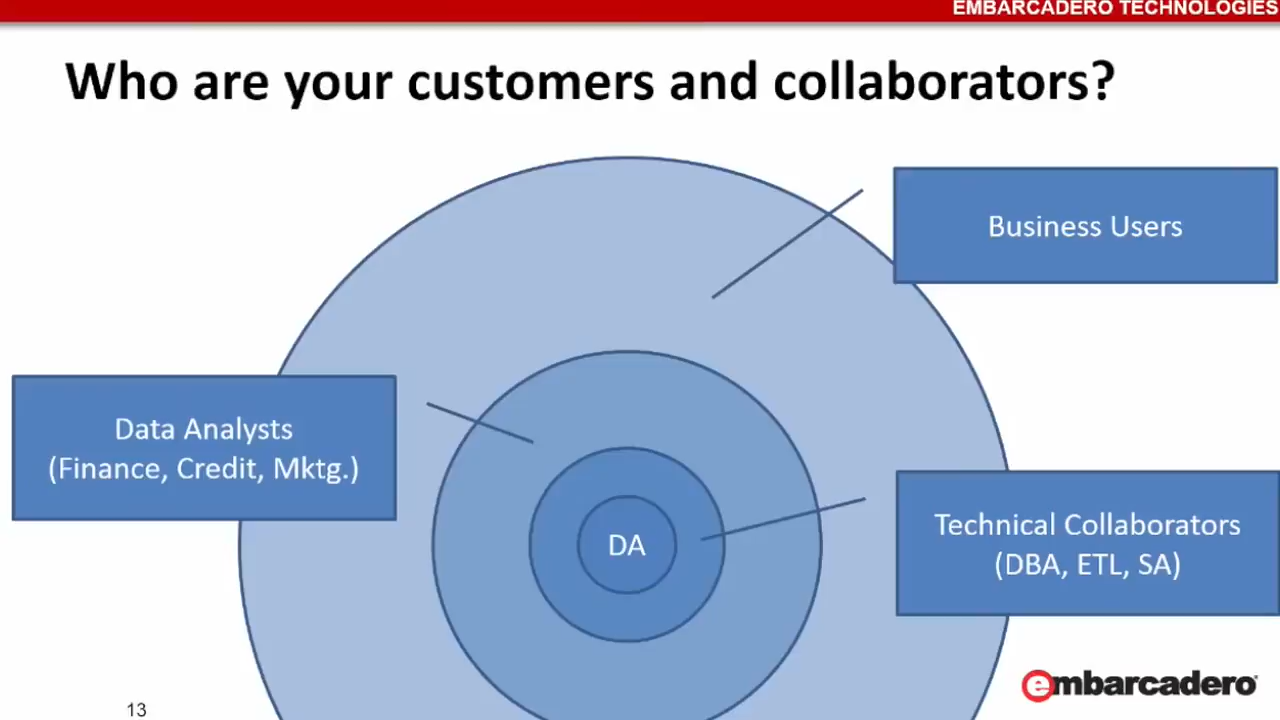 EMBARCADERO TECHNOLOGIES
Who are your customers and collaborators?
Business Users
Data Analysts
(Finance, Credit, Mktg.)
Technical Collaborators
(DBA, ETL, SA)
DA
embarcadero
13